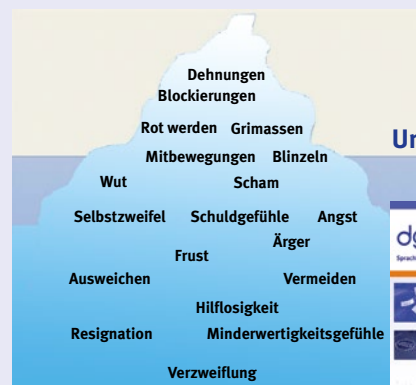 Dehnungen
Blockierungen
Rot werden Grimassen
Mitbewegungen Blinzeln
Wut Scham
Selbstzweifel Schuldgefühle Angst
Ärger
Frust
Ausweichen Vermeiden
Hilflosigkeit
Resignation Minderwertigkeitsgefühle
Verzweiflung